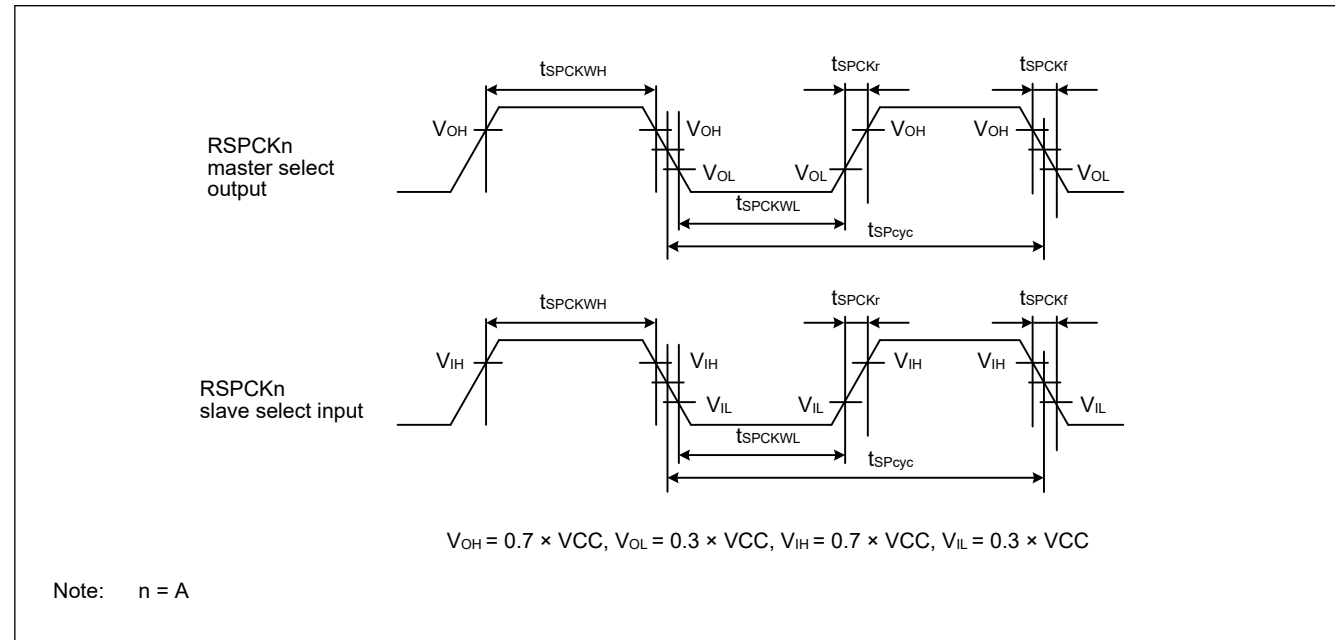 tSPCKWH
tSPCKr
tSPCKf
VOH
VOH
VOH
VOH
RSPCKn
master select
output
VOL
VOL
VOL
tSPCKWL
tSPcyc
tSPCKWH
tSPCKr
tSPCKf
VIH
VIH
VIH
VIH
RSPCKn
slave select input
VIL
VIL
VIL
tSPCKWL
tSPcyc
VOH = 0.7 × VCC, VOL = 0.3 × VCC, VIH = 0.7 × VCC, VIL = 0.3 × VCC
Note: n = A